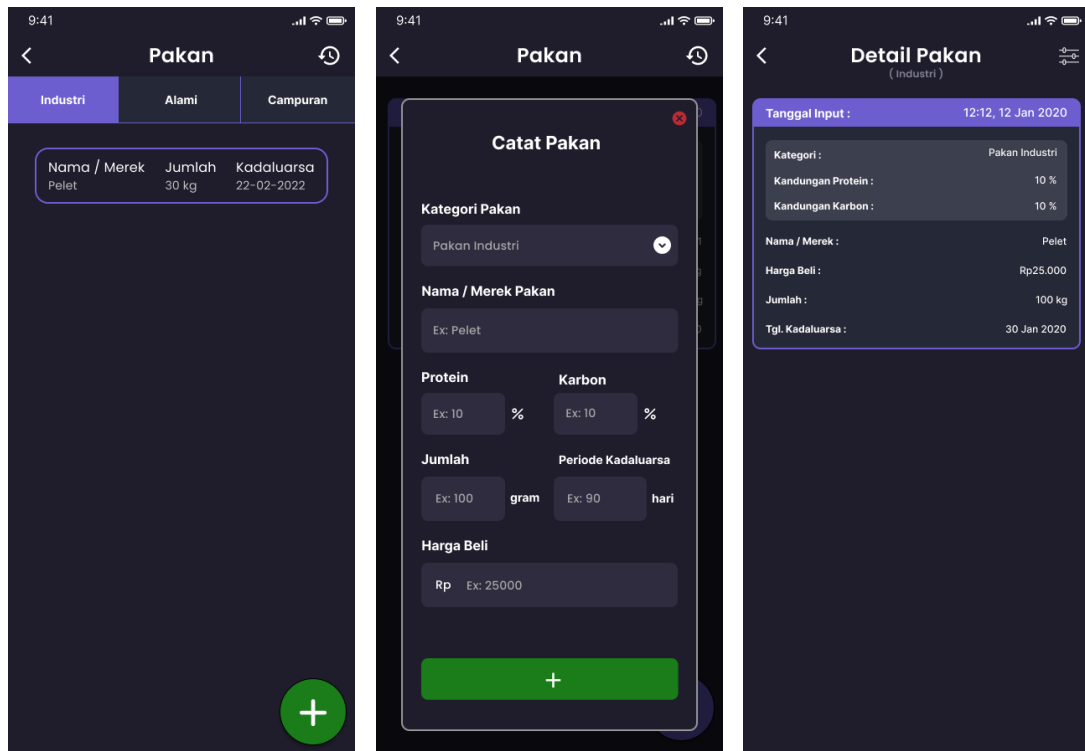 9:41
Pakan
Industri Alami Campuran
Nama / Merek Jumlah Kadaluarsa
Pelet 30 kg 22-02-2022
9:41
Pakan
Catat Pakan
Kategori Pakan
Pakan Industri
Nama / Merek Pakan
Ex: Pelet
Protein Karbon
Ex: 10 % Ex: 10 %
Jumlah Periode Kadaluarsa
Ex: 100 gram Ex: 90 hari
Harga Beli
Rp Ex: 25000
+
9:41
Detail Pakan
( Industri )
Tanggal Input : 12:12, 12 Jan 2020
Kategori : Pakan Industri
Kandungan Protein : 10 %
Kandungan Karbon : 10 %
Nama / Merek : Pelet
Harga Beli : Rp25.000
Jumlah : 100 kg
Tgl. Kadaluarsa : 30 Jan 2020